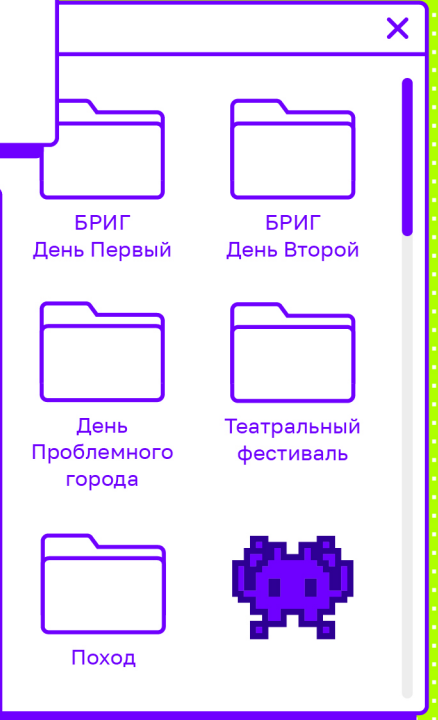 БРИГ
День Первый
БРИГ
День Второй
День
Проблемного
города
Театральный
фестиваль
Поход